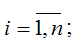 i = \overline{1,n};